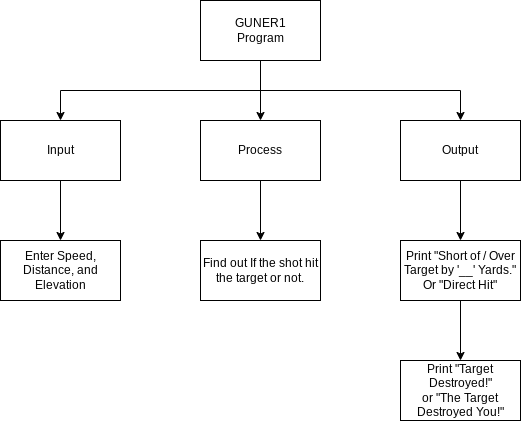 GUNER1
Program
Input
Process
Output
Enter Speed,
Distance, and
Elevation
Find out If the shot hit
the target or not.
Print "Short of / Over
Target by '__' Yards."
Or "Direct Hit"
Print "Target
Destroyed!"
or "The Target
Destroyed You!"